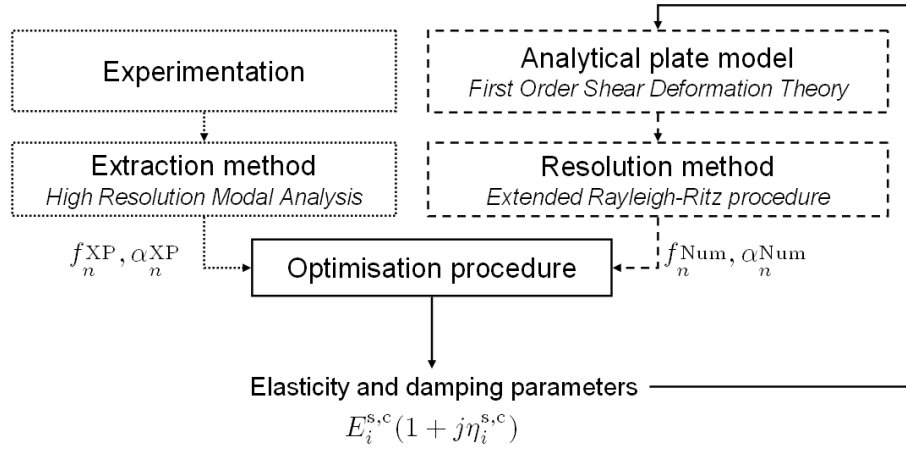 Experimentation
Analytical plate model
First Order Shear Deformation Theory
Extraction method
High Resolution Modal Analysis
Resolution method
Extended Rayleigh-Ritz procedure
f_n^{XP}, α_n^{XP}
Optimisation procedure
f_n^{Num}, α_n^{Num}
Elasticity and damping parameters
E_i^{s,c}(1 + jη_i^{s,c})